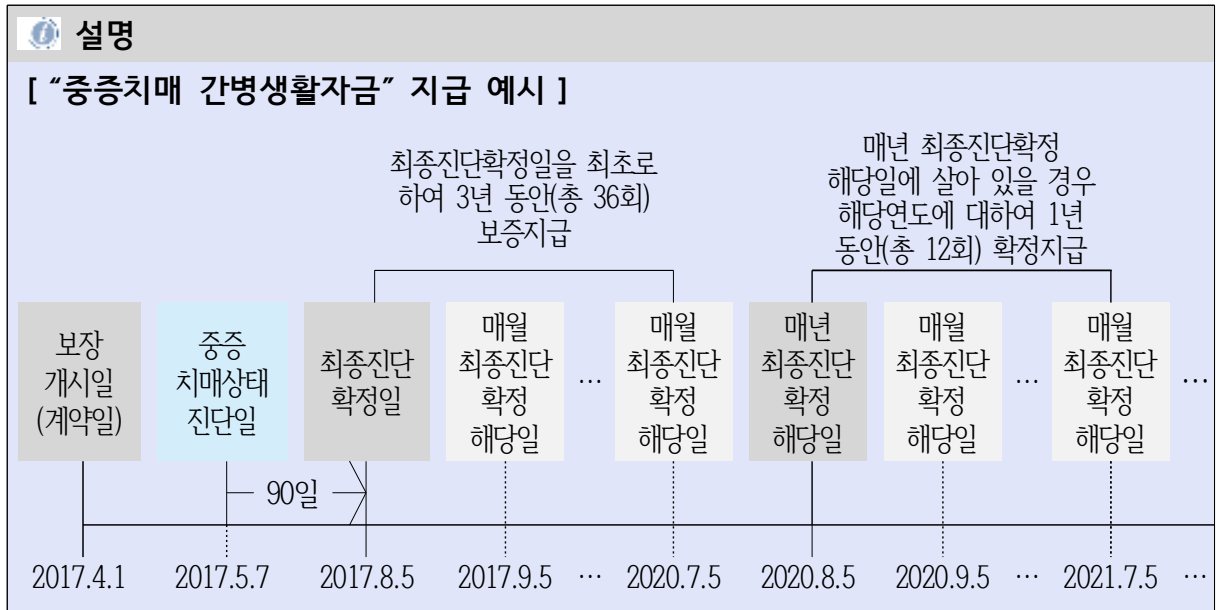 설명
[ “중증치매 간병생활자금” 지급 예시 ]
최종진단확정일을 최초로
하여 3년 동안(총 36회)
보증지급
매년 최종진단확정
해당일에 살아 있을 경우
해당연도에 대하여 1년
동안(총 12회) 확정지급
보장
개시일
(계약일)
중증
치매상태
진단일
최종진단
확정일
매월
최종진단
확정
해당일
…
매월
최종진단
확정
해당일
매년
최종진단
확정
해당일
매월
최종진단
확정
해당일
…
매월
최종진단
확정
해당일
…
90일
2017.4.1 2017.5.7 2017.8.5 2017.9.5 … 2020.7.5 2020.8.5 2020.9.5 … 2021.7.5 …